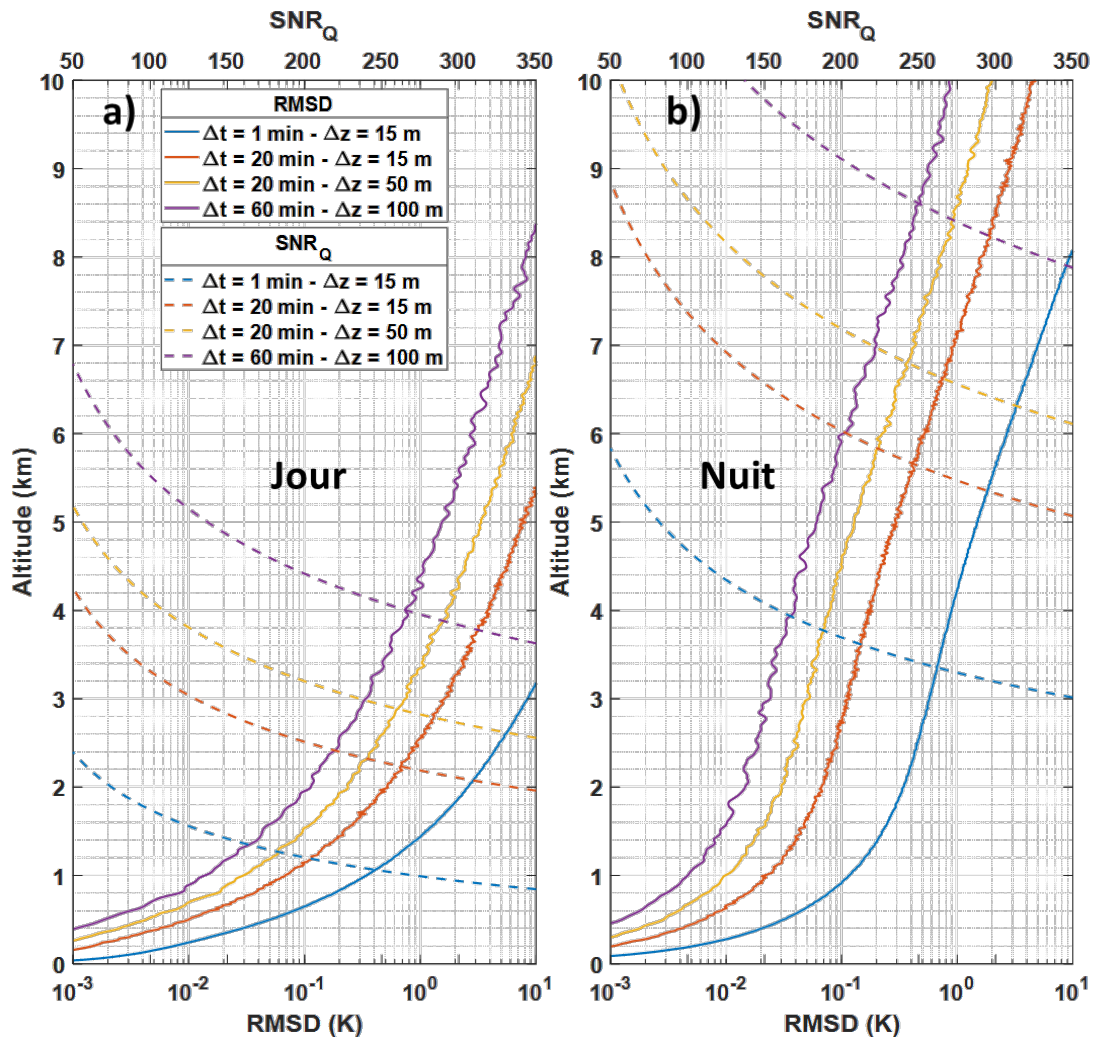 SNR_Q
50 100 150 200 250 300 350
a)
RMSD
Δt = 1 min - Δz = 15 m
Δt = 20 min - Δz = 15 m
Δt = 20 min - Δz = 50 m
Δt = 60 min - Δz = 100 m
SNR_Q
Δt = 1 min - Δz = 15 m
Δt = 20 min - Δz = 15 m
Δt = 20 min - Δz = 50 m
Δt = 60 min - Δz = 100 m
Jour
Altitude (km)
10
9
8
7
6
5
4
3
2
1
0
10^-3 10^-2 10^-1 10^0 10^1
RMSD (K)
SNR_Q
50 100 150 200 250 300 350
b)
Nuit
Altitude (km)
10
9
8
7
6
5
4
3
2
1
0
10^-3 10^-2 10^-1 10^0 10^1
RMSD (K)